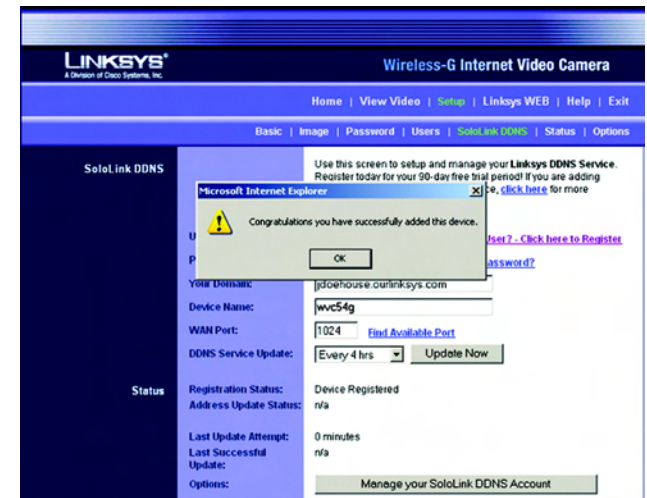 LINKSYS®
A Division of Cisco Systems, Inc.
Wireless-G Internet Video Camera
Home | View Video | Setup | Linksys WEB | Help | Exit
Basic | Image | Password | Users | SoloLink DDNS | Status | Options
SoloLink DDNS
Use this screen to setup and manage your Linksys DDNS Service.
Register today for your 90-day free trial period! If you are adding
click here for more
Microsoft Internet Explorer
Congratulations you have successfully added this device.
OK
User? - Click here to Register
Password?
Your Domain:
jdoehouse.ourlinksys.com
Device Name:
wvc54g
WAN Port:
1024
Find Available Port
DDNS Service Update:
Every 4 hrs
Update Now
Status
Registration Status:
Device Registered
Address Update Status:
n/a
Last Update Attempt:
0 minutes
Last Successful
Update:
n/a
Options:
Manage your SoloLink DDNS Account